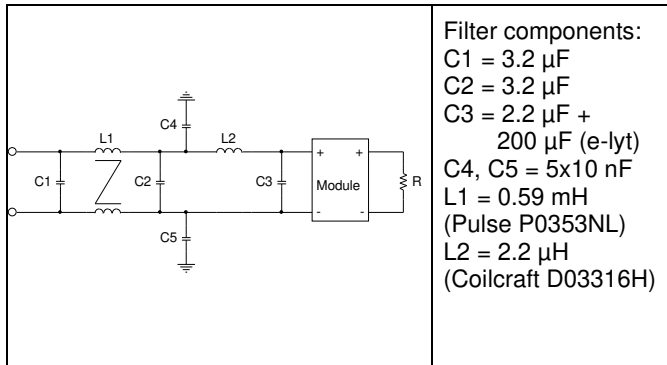 L1
C4
L2
C1
C2
C3
+
+
Module
-
-
R
C5
Filter components:
C1 = 3.2 µF
C2 = 3.2 µF
C3 = 2.2 µF +
200 µF (e-lyt)
C4, C5 = 5x10 nF
L1 = 0.59 mH
(Pulse P0353NL)
L2 = 2.2 µH
(Coilcraft D03316H)